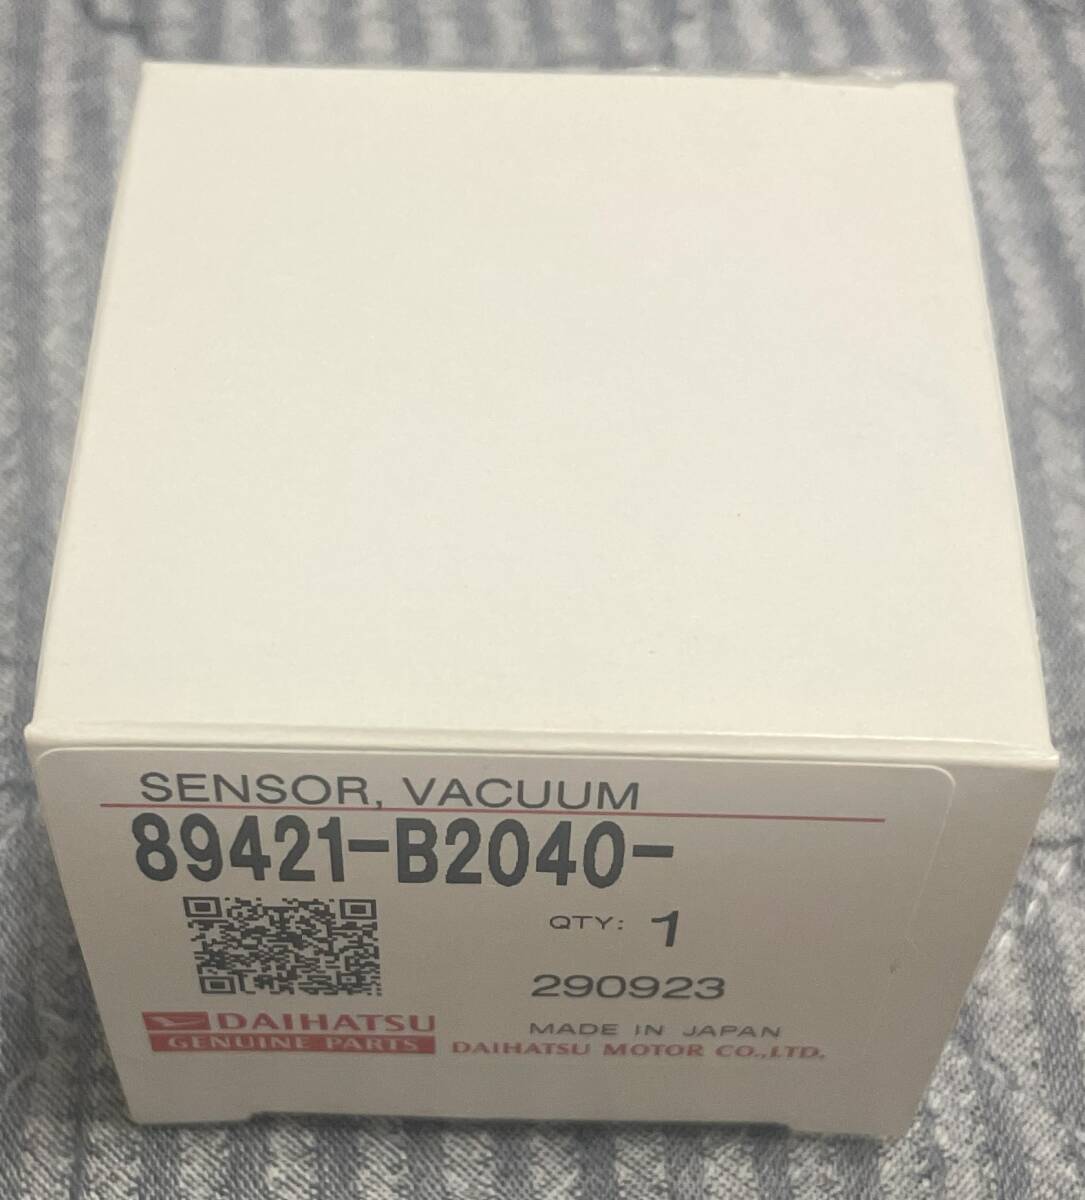 SENSOR, VACUUM
89421-B2040-
QTY: 1
290923
DAIHATSU
GENUINE PARTS
MADE IN JAPAN
DAIHATSU MOTOR CO.,LTD.